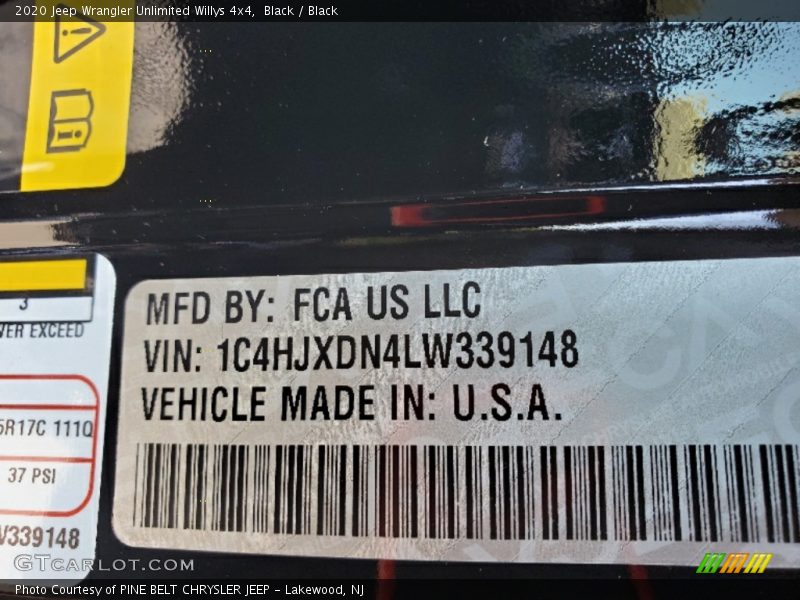 2020 Jeep Wrangler Unlimited Willys 4x4, Black / Black
3
EXCEED
MFD BY: FCA US LLC
VIN: 1C4HJXDN4LW339148
VEHICLE MADE IN: U.S.A.
5R17C 111Q
37 PSI
W339148
GTCARLOT.COM
Photo Courtesy of PINE BELT CHRYSLER JEEP – Lakewood, NJ